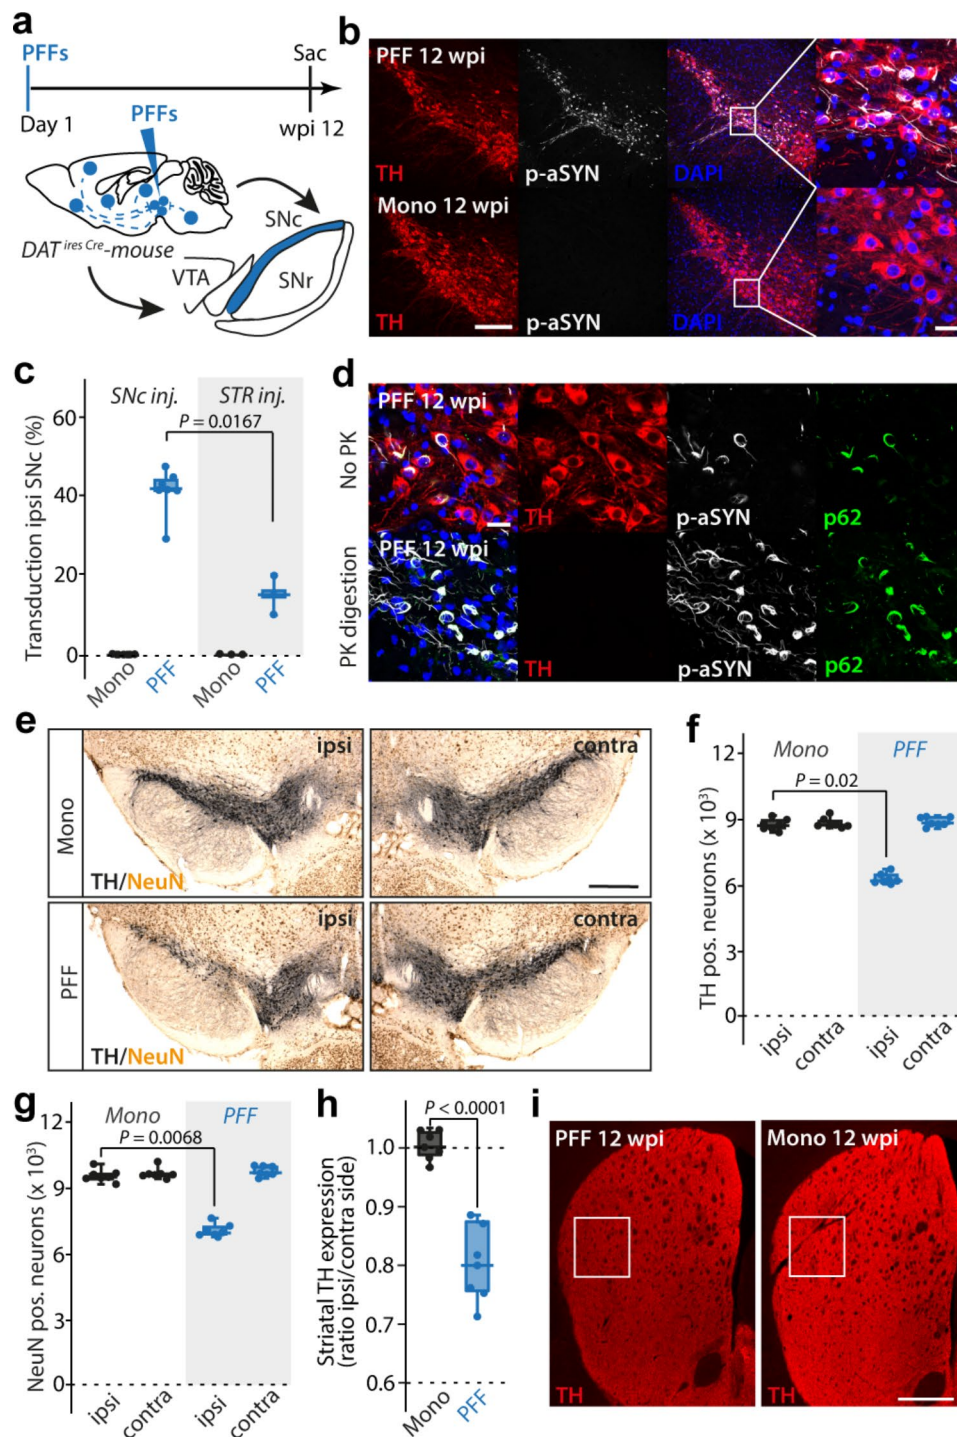 a
PFFs
Sac
Day 1
wpi 12
PFFs
DAT ires Cre-mouse
SNc
VTA
SNr
b
PFF 12 wpi
TH
p-aSYN
DAPI
Mono 12 wpi
TH
p-aSYN
DAPI
c
SNc inj.
STR inj.
P = 0.0167
Transduction ipsi SNc (%)
60
40
20
0
Mono
PFF
Mono
PFF
d
No PK
PFF 12 wpi
TH
p-aSYN
p62
PK digestion
PFF 12 wpi
TH
p-aSYN
p62
e
Mono
ipsi
contra
TH/NeuN
PFF
ipsi
contra
TH/NeuN
f
Mono
PFF
P = 0.02
TH pos. neurons (x 10³)
12
9
6
3
0
ipsi
contra
ipsi
contra
g
Mono
PFF
P = 0.0068
NeuN pos. neurons (x 10³)
12
9
6
3
0
ipsi
contra
ipsi
contra
h
P < 0.0001
Striatal TH expression
(ratio ipsi/contra side)
1.0
0.9
0.8
0.7
0.6
Mono
PFF
i
PFF 12 wpi
TH
Mono 12 wpi
TH